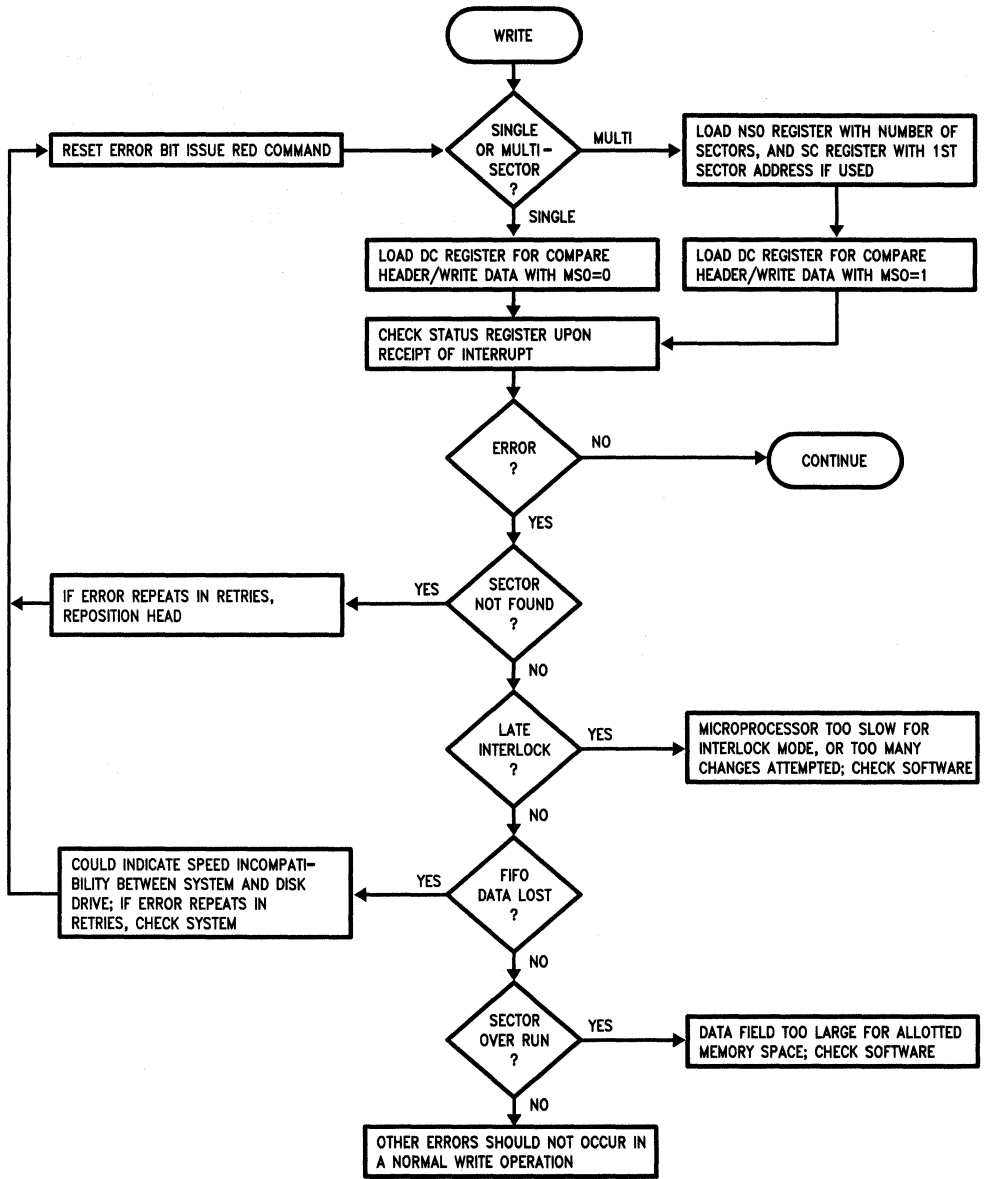 WRITE
SINGLE
OR MULTI-
SECTOR
?
MULTI
LOAD NSO REGISTER WITH NUMBER OF
SECTORS, AND SC REGISTER WITH 1ST
SECTOR ADDRESS IF USED
RESET ERROR BIT ISSUE RED COMMAND
SINGLE
LOAD DC REGISTER FOR COMPARE
HEADER/WRITE DATA WITH MSO=0
LOAD DC REGISTER FOR COMPARE
HEADER/WRITE DATA WITH MSO=1
CHECK STATUS REGISTER UPON
RECEIPT OF INTERRUPT
ERROR
?
NO
CONTINUE
YES
SECTOR
NOT FOUND
?
YES
IF ERROR REPEATS IN RETRIES,
REPOSITION HEAD
NO
LATE
INTERLOCK
?
YES
MICROPROCESSOR TOO SLOW FOR
INTERLOCK MODE, OR TOO MANY
CHANGES ATTEMPTED; CHECK SOFTWARE
NO
FIFO
DATA LOST
?
YES
COULD INDICATE SPEED INCOMPATI-
BILITY BETWEEN SYSTEM AND DISK
DRIVE; IF ERROR REPEATS IN
RETRIES, CHECK SYSTEM
NO
SECTOR
OVER RUN
?
YES
DATA FIELD TOO LARGE FOR ALLOTTED
MEMORY SPACE; CHECK SOFTWARE
NO
OTHER ERRORS SHOULD NOT OCCUR IN
A NORMAL WRITE OPERATION